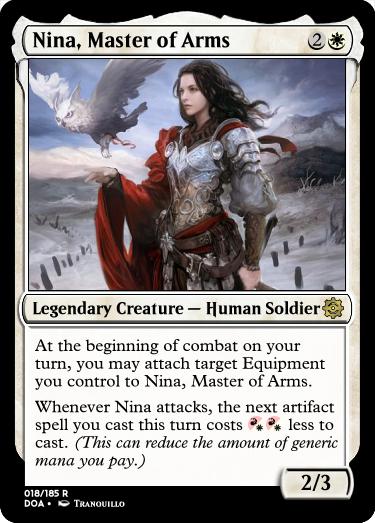 Nina, Master of Arms 2
Legendary Creature — Human Soldier
At the beginning of combat on your
turn, you may attach target Equipment
you control to Nina, Master of Arms.
Whenever Nina attacks, the next artifact
spell you cast this turn costs less to
cast. (This can reduce the amount of generic
mana you pay.)
2/3
018/185 R
DOA • Tranquillo